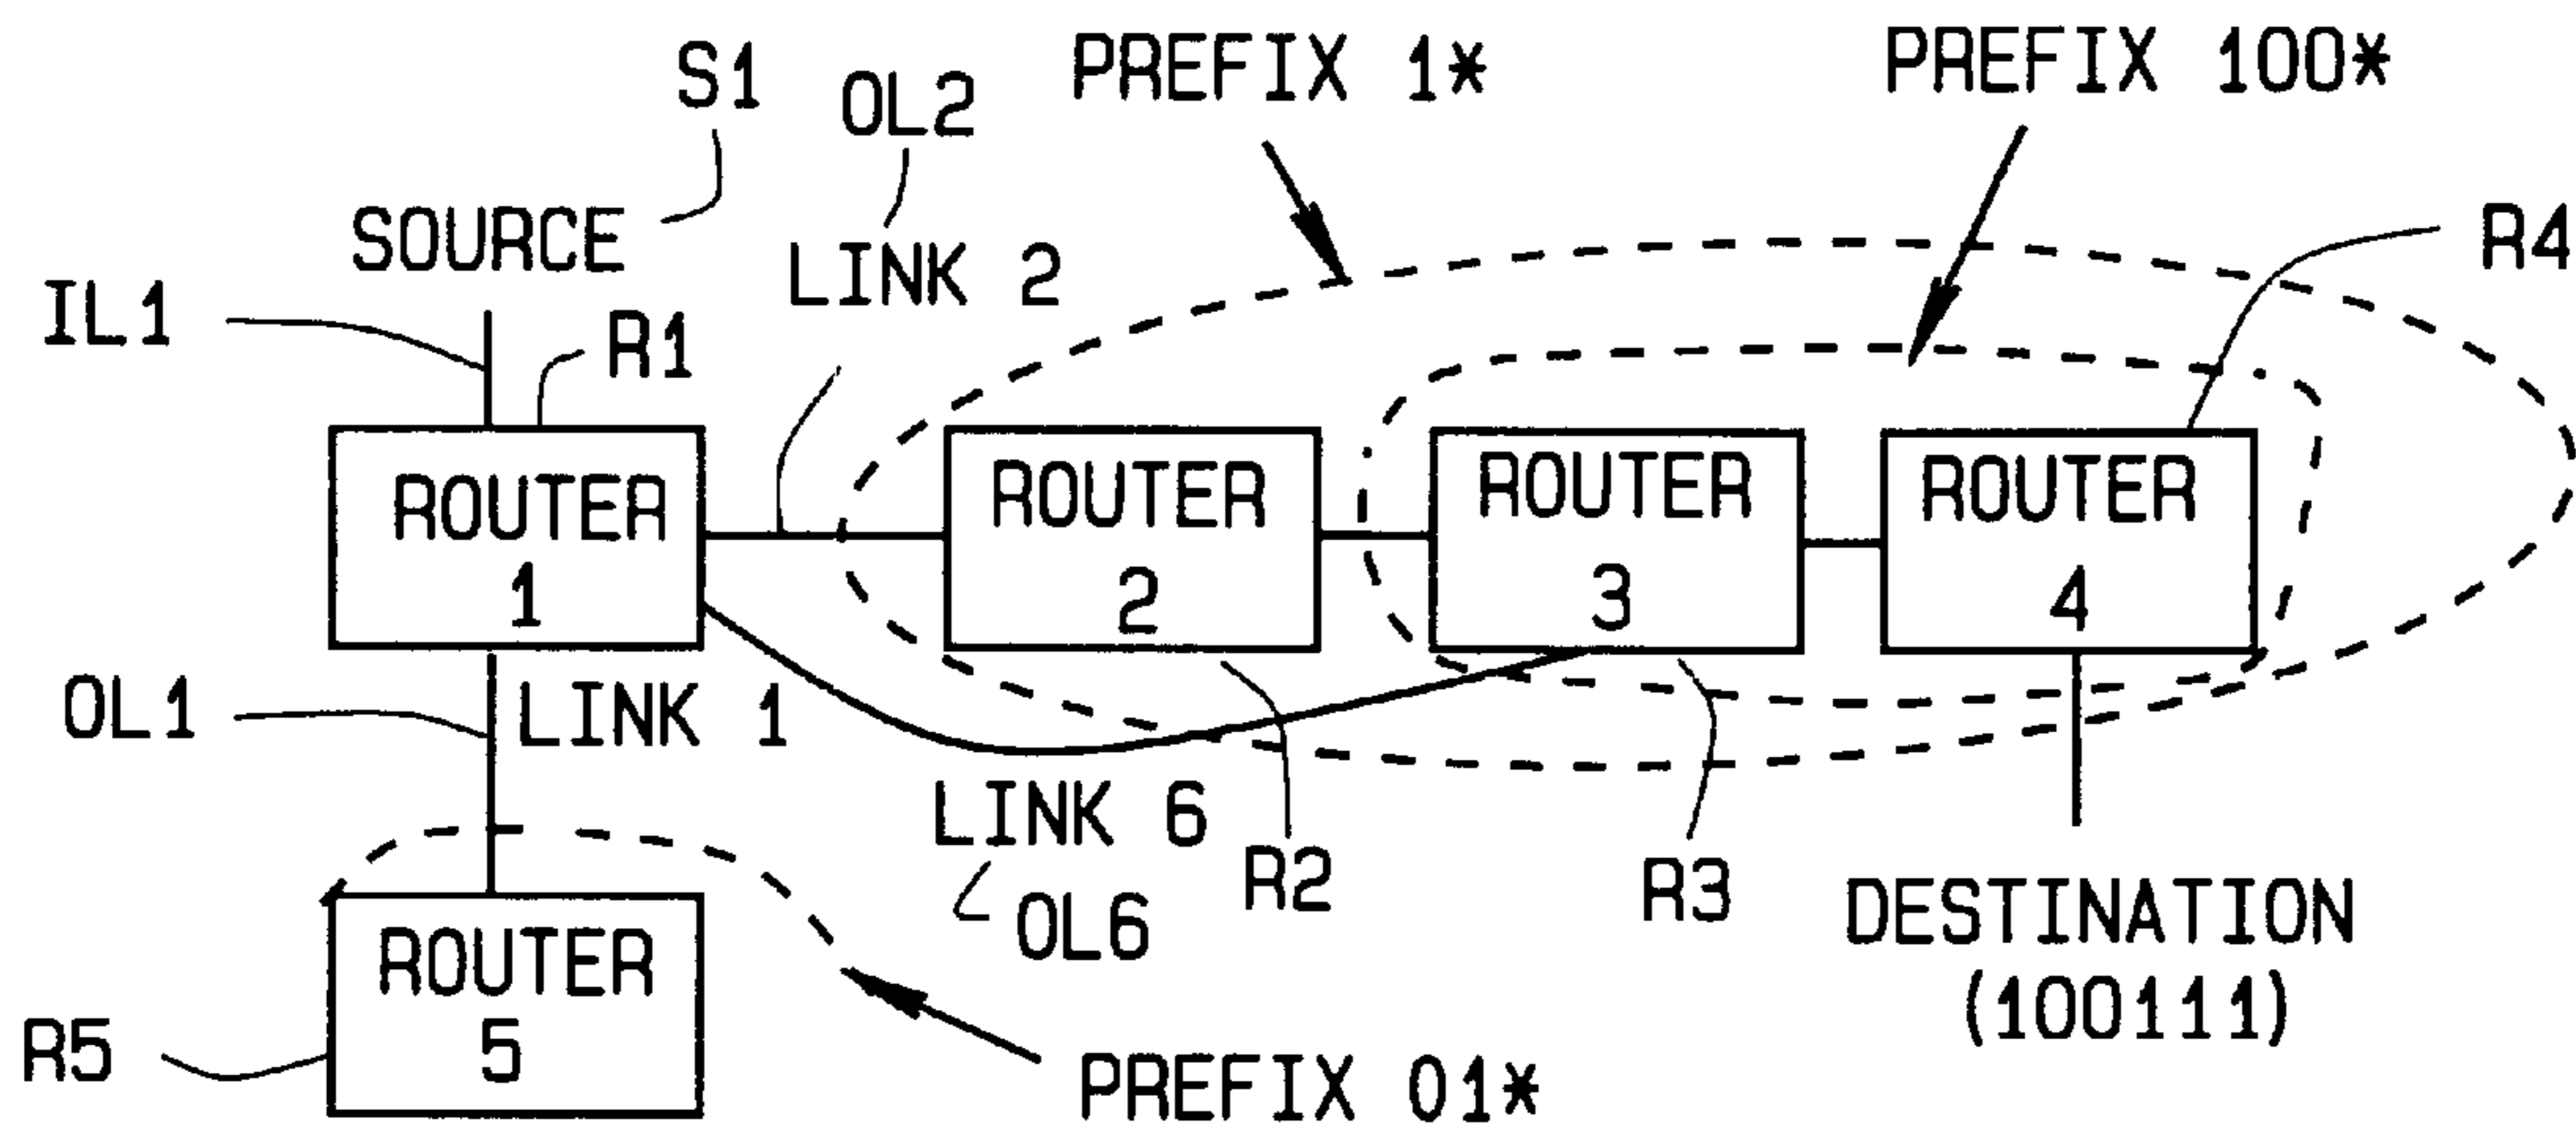 S1
OL2
PREFIX 1*
PREFIX 100*
SOURCE
LINK 2
R4
IL1
R1
ROUTER
1
ROUTER
2
ROUTER
3
ROUTER
4
OL1
LINK 1
LINK 6
OL6
R2
R3
DESTINATION
(100111)
ROUTER
5
R5
PREFIX 01*